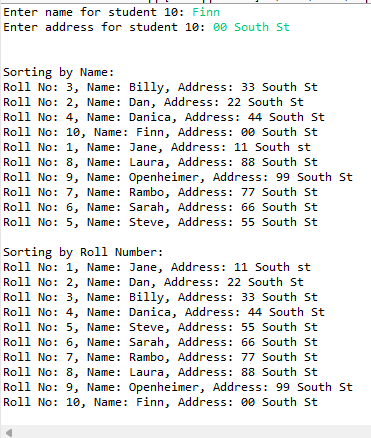 Enter name for student 10: Finn
Enter address for student 10: 00 South St
Sorting by Name:
Roll No: 3, Name: Billy, Address: 33 South St
Roll No: 2, Name: Dan, Address: 22 South St
Roll No: 4, Name: Danica, Address: 44 South St
Roll No: 10, Name: Finn, Address: 00 South St
Roll No: 1, Name: Jane, Address: 11 South st
Roll No: 8, Name: Laura, Address: 88 South St
Roll No: 9, Name: Openheimer, Address: 99 South St
Roll No: 7, Name: Rambo, Address: 77 South St
Roll No: 6, Name: Sarah, Address: 66 South St
Roll No: 5, Name: Steve, Address: 55 South St
Sorting by Roll Number:
Roll No: 1, Name: Jane, Address: 11 South st
Roll No: 2, Name: Dan, Address: 22 South St
Roll No: 3, Name: Billy, Address: 33 South St
Roll No: 4, Name: Danica, Address: 44 South St
Roll No: 5, Name: Steve, Address: 55 South St
Roll No: 6, Name: Sarah, Address: 66 South St
Roll No: 7, Name: Rambo, Address: 77 South St
Roll No: 8, Name: Laura, Address: 88 South St
Roll No: 9, Name: Openheimer, Address: 99 South St
Roll No: 10, Name: Finn, Address: 00 South St